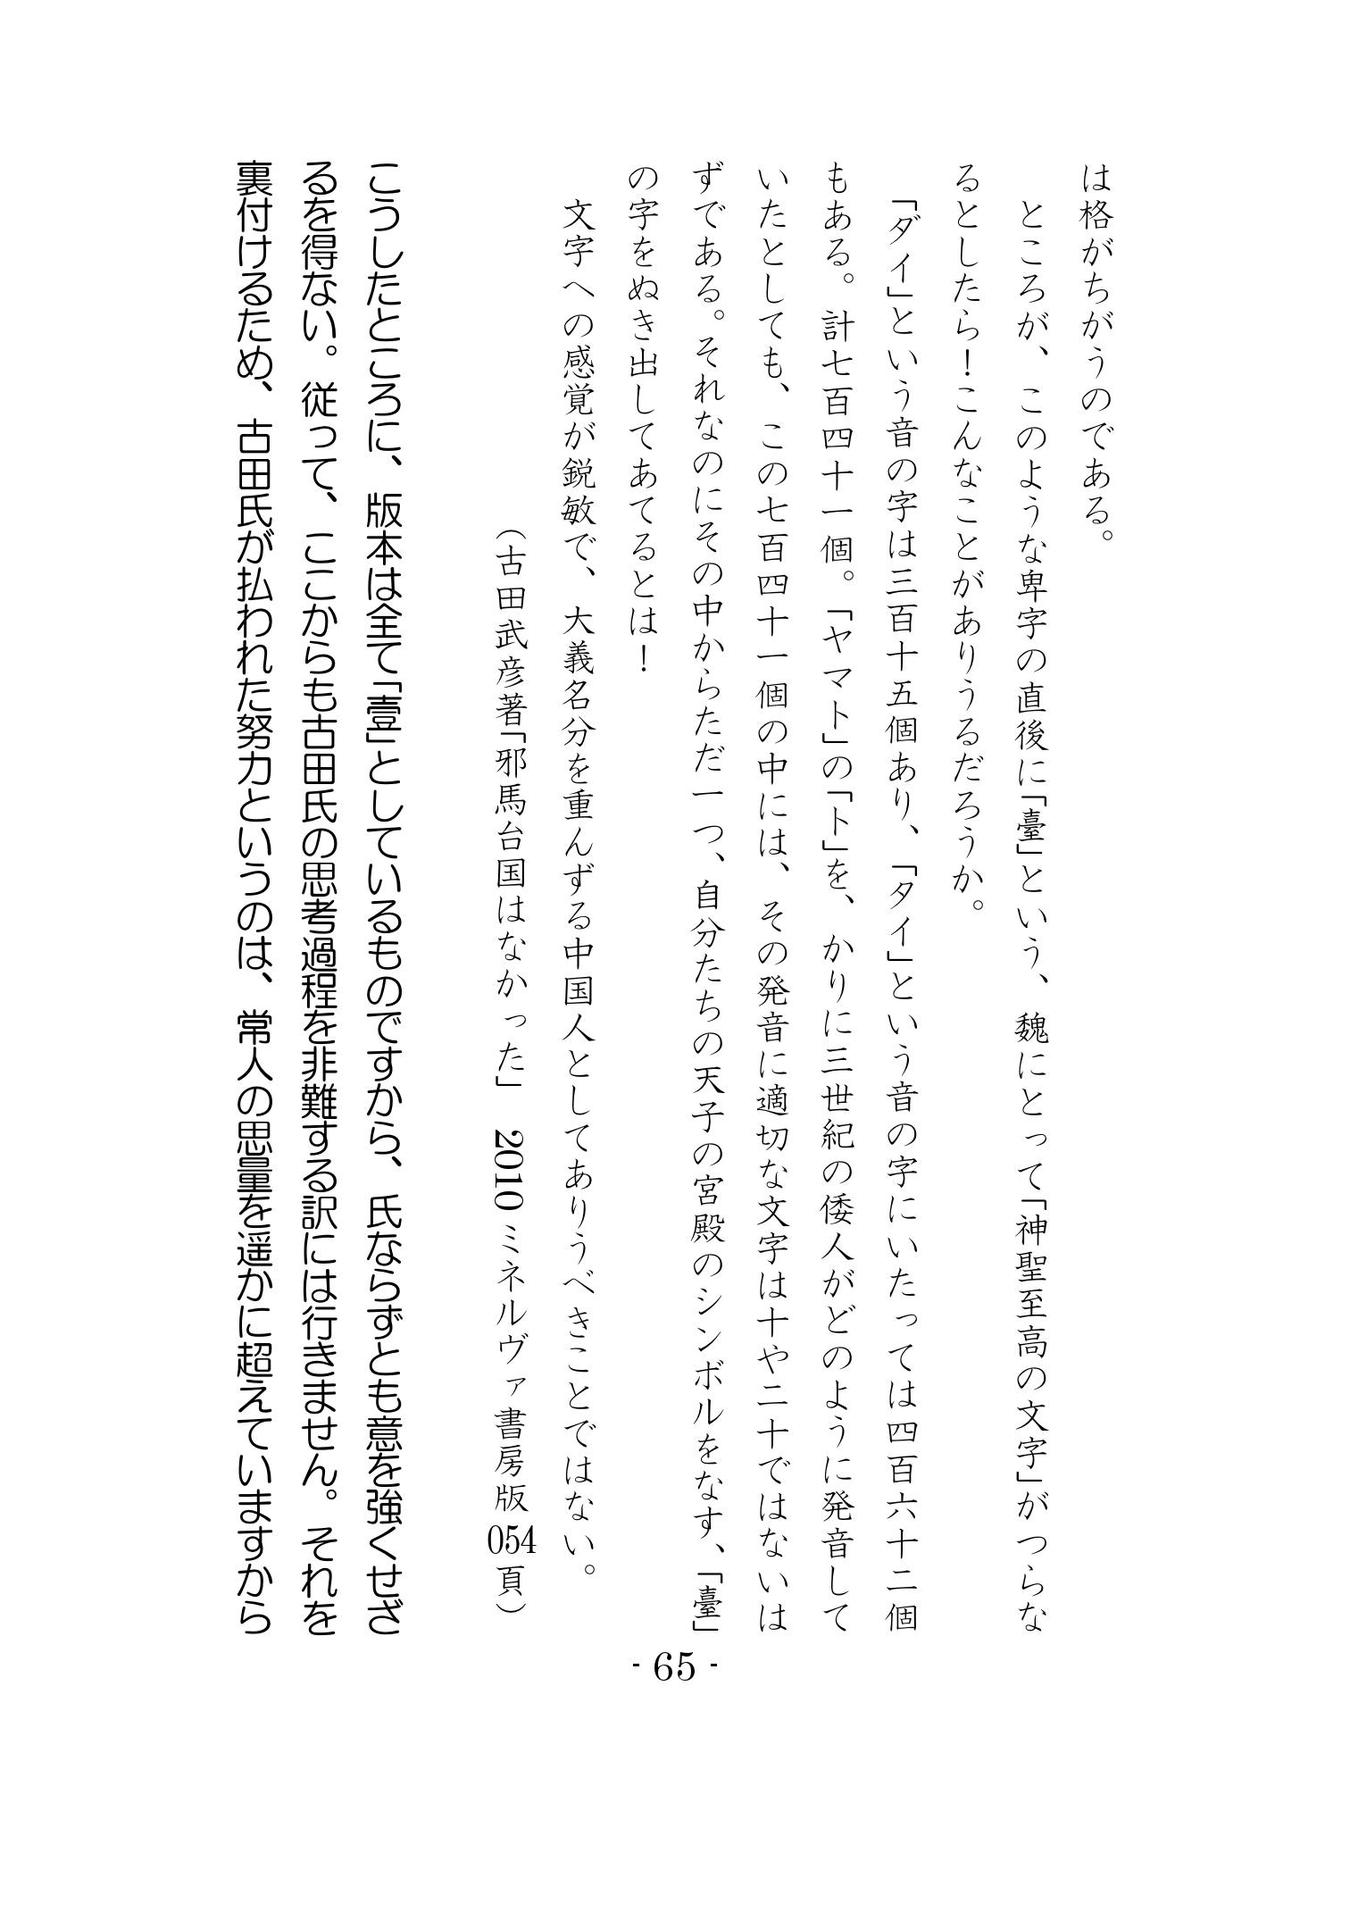 は格がちがうのである。
ところが、このような卑字の直後に「臺」という、魏にとって「神聖至高の文字」がつらな
るとしたら！こんなことがありうるだろうか。
「ダイ」という音の字は三百十五個あり、「タイ」という音の字にいたっては四百六十二個
もある。計七百四十一個。「ヤマト」の「ト」を、かりに三世紀の倭人がどのように発音して
いたとしても、この七百四十一個の中には、その発音に適切な文字は十や二十ではないは
ずである。それなのにその中からただ一つ、自分たちの天子の宮殿のシンボルをなす、「臺」
の字をぬき出してあてるとは！
文字への感覚が鋭敏で、大義名分を重んずる中国人としてありうべきことではない。
（古田武彦著「邪馬台国はなかった」　2010 ミネルヴァ書房版 054 頁）
こうしたところに、版本は全て「壹」としているものですから、氏ならずとも意を強くせざ
るを得ない。従って、ここからも古田氏の思考過程を非難する訳には行きません。それを
裏付けるため、古田氏が払われた努力というのは、常人の思量を遥かに超えていますから
- 65 -